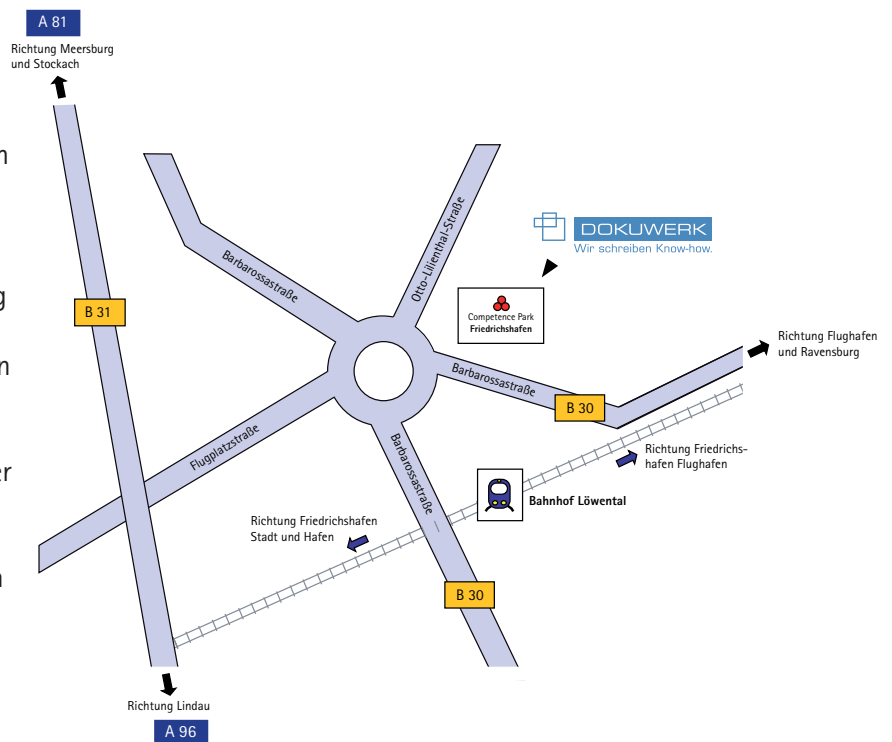 A 81
Richtung Meersburg
und Stockach
Otto-Lilienthal-Straße
DOKUWERK
Wir schreiben Know-how.
Barbarossastraße
B 31
Competence Park
Friedrichshafen
Richtung Flughafen
und Ravensburg
Barbarossastraße
B 30
Flugplatzstraße
Barbarossastraße
Richtung Friedrichs-
hafen Flughafen
Bahnhof Löwental
Richtung Friedrichshafen
Stadt und Hafen
B 30
Richtung Lindau
A 96